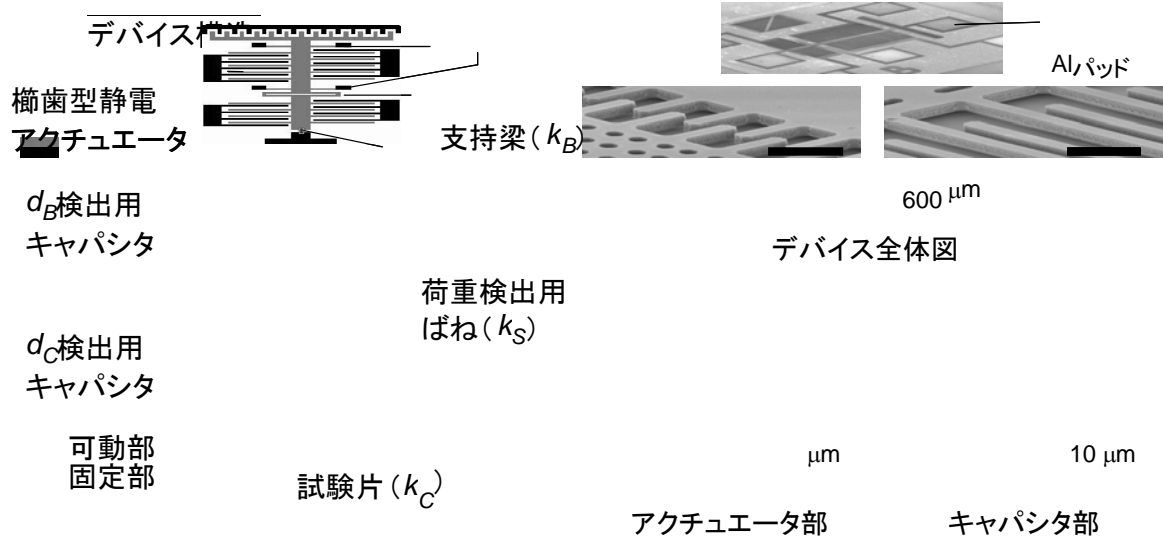 デバイス構造
Alパッド
櫛歯型静電
アクチュエータ
支持梁（kB）
dB検出用
キャパシタ
600 μm
デバイス全体図
荷重検出用
ばね（kS）
dC検出用
キャパシタ
可動部
固定部
試験片（kC）
μm
10 μm
アクチュエータ部
キャパシタ部